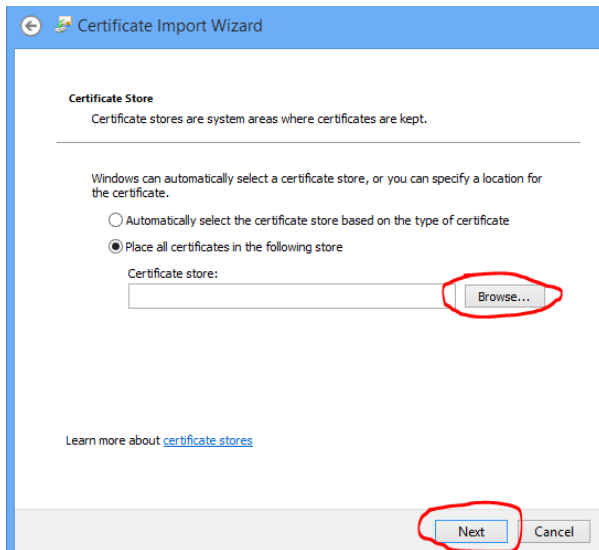 Certificate Import Wizard
Certificate Store
Certificate stores are system areas where certificates are kept.
Windows can automatically select a certificate store, or you can specify a location for
the certificate.
Automatically select the certificate store based on the type of certificate
Place all certificates in the following store
Certificate store:
Browse...
Learn more about certificate stores
Next
Cancel